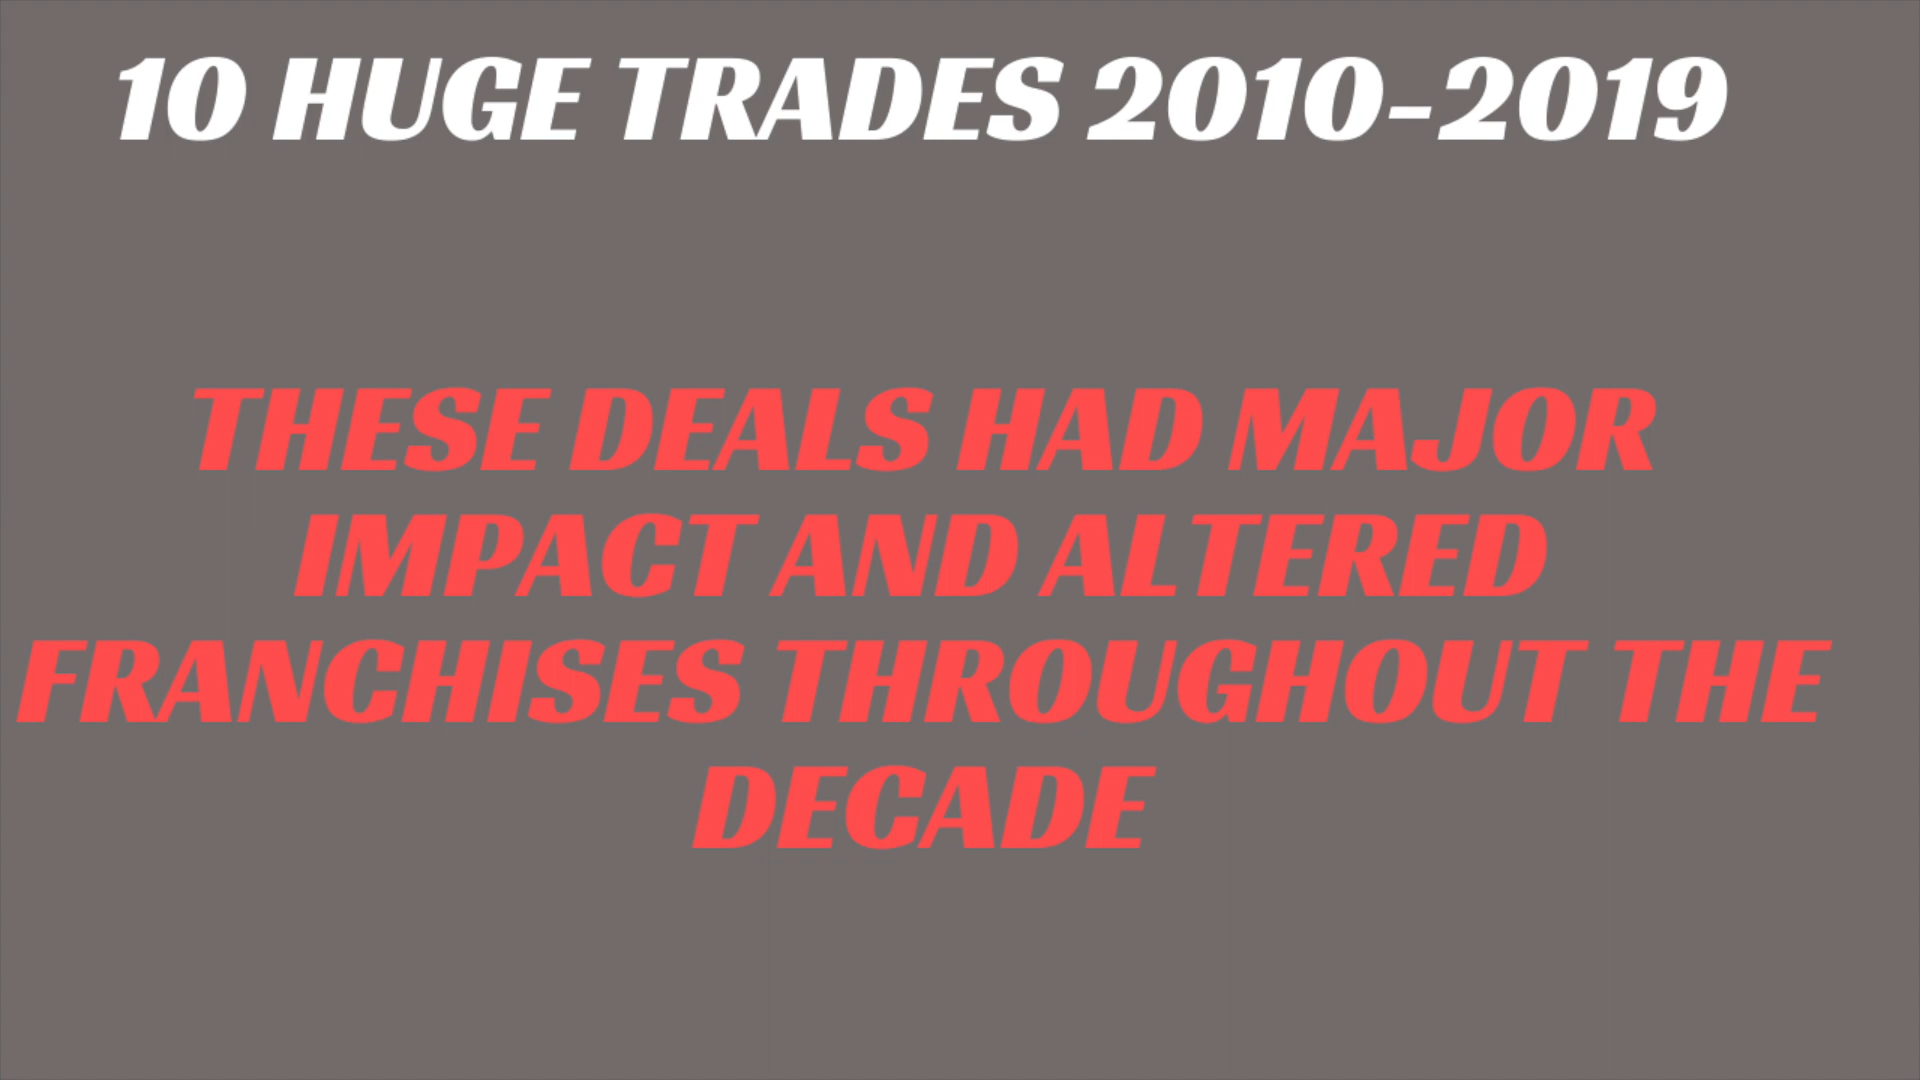 10 HUGE TRADES 2010-2019
THESE DEALS HAD MAJOR
IMPACT AND ALTERED
FRANCHISES THROUGHOUT THE
DECADE